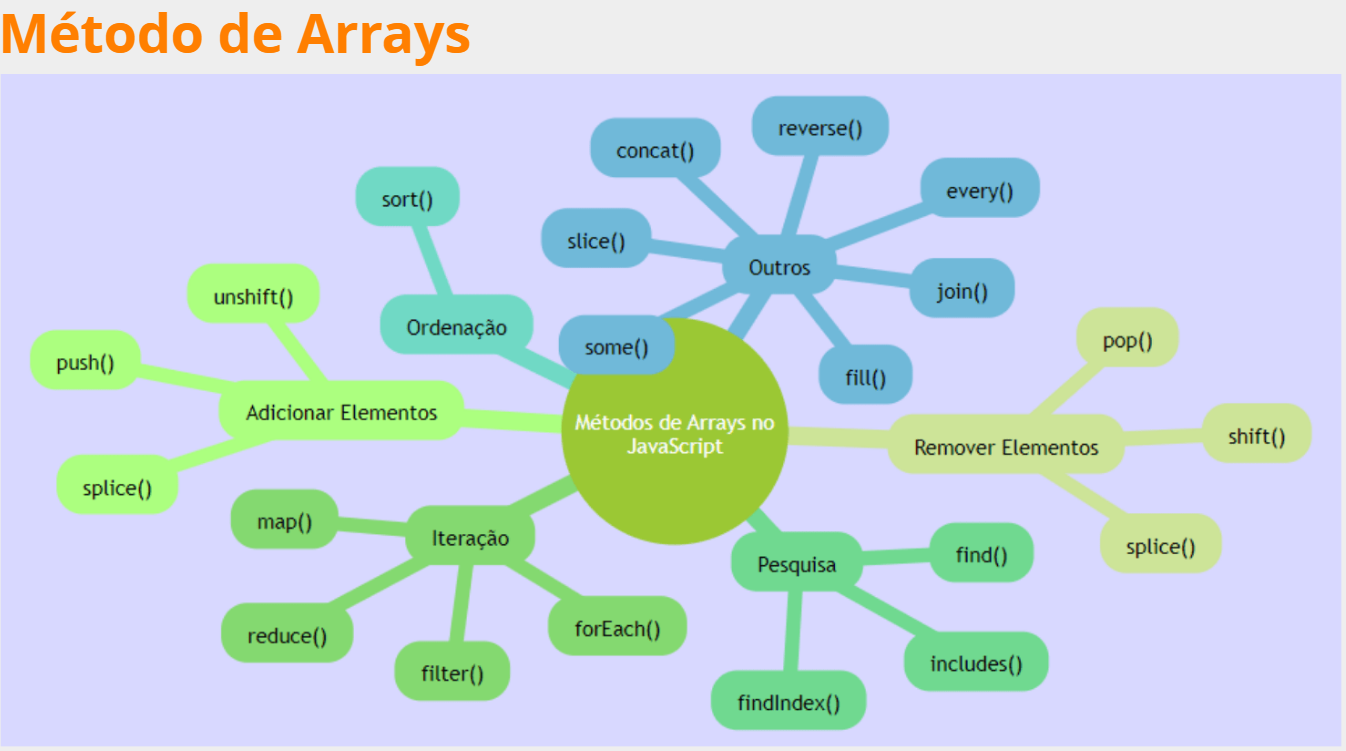 Método de Arrays
reverse()
concat()
every()
sort()
slice()
Outros
join()
unshift()
Ordenação
some()
fill()
pop()
push()
Adicionar Elementos
Métodos de Arrays no
JavaScript
Remover Elementos
shift()
splice()
map()
Iteração
Pesquisa
find()
splice()
reduce()
forEach()
filter()
includes()
findIndex()